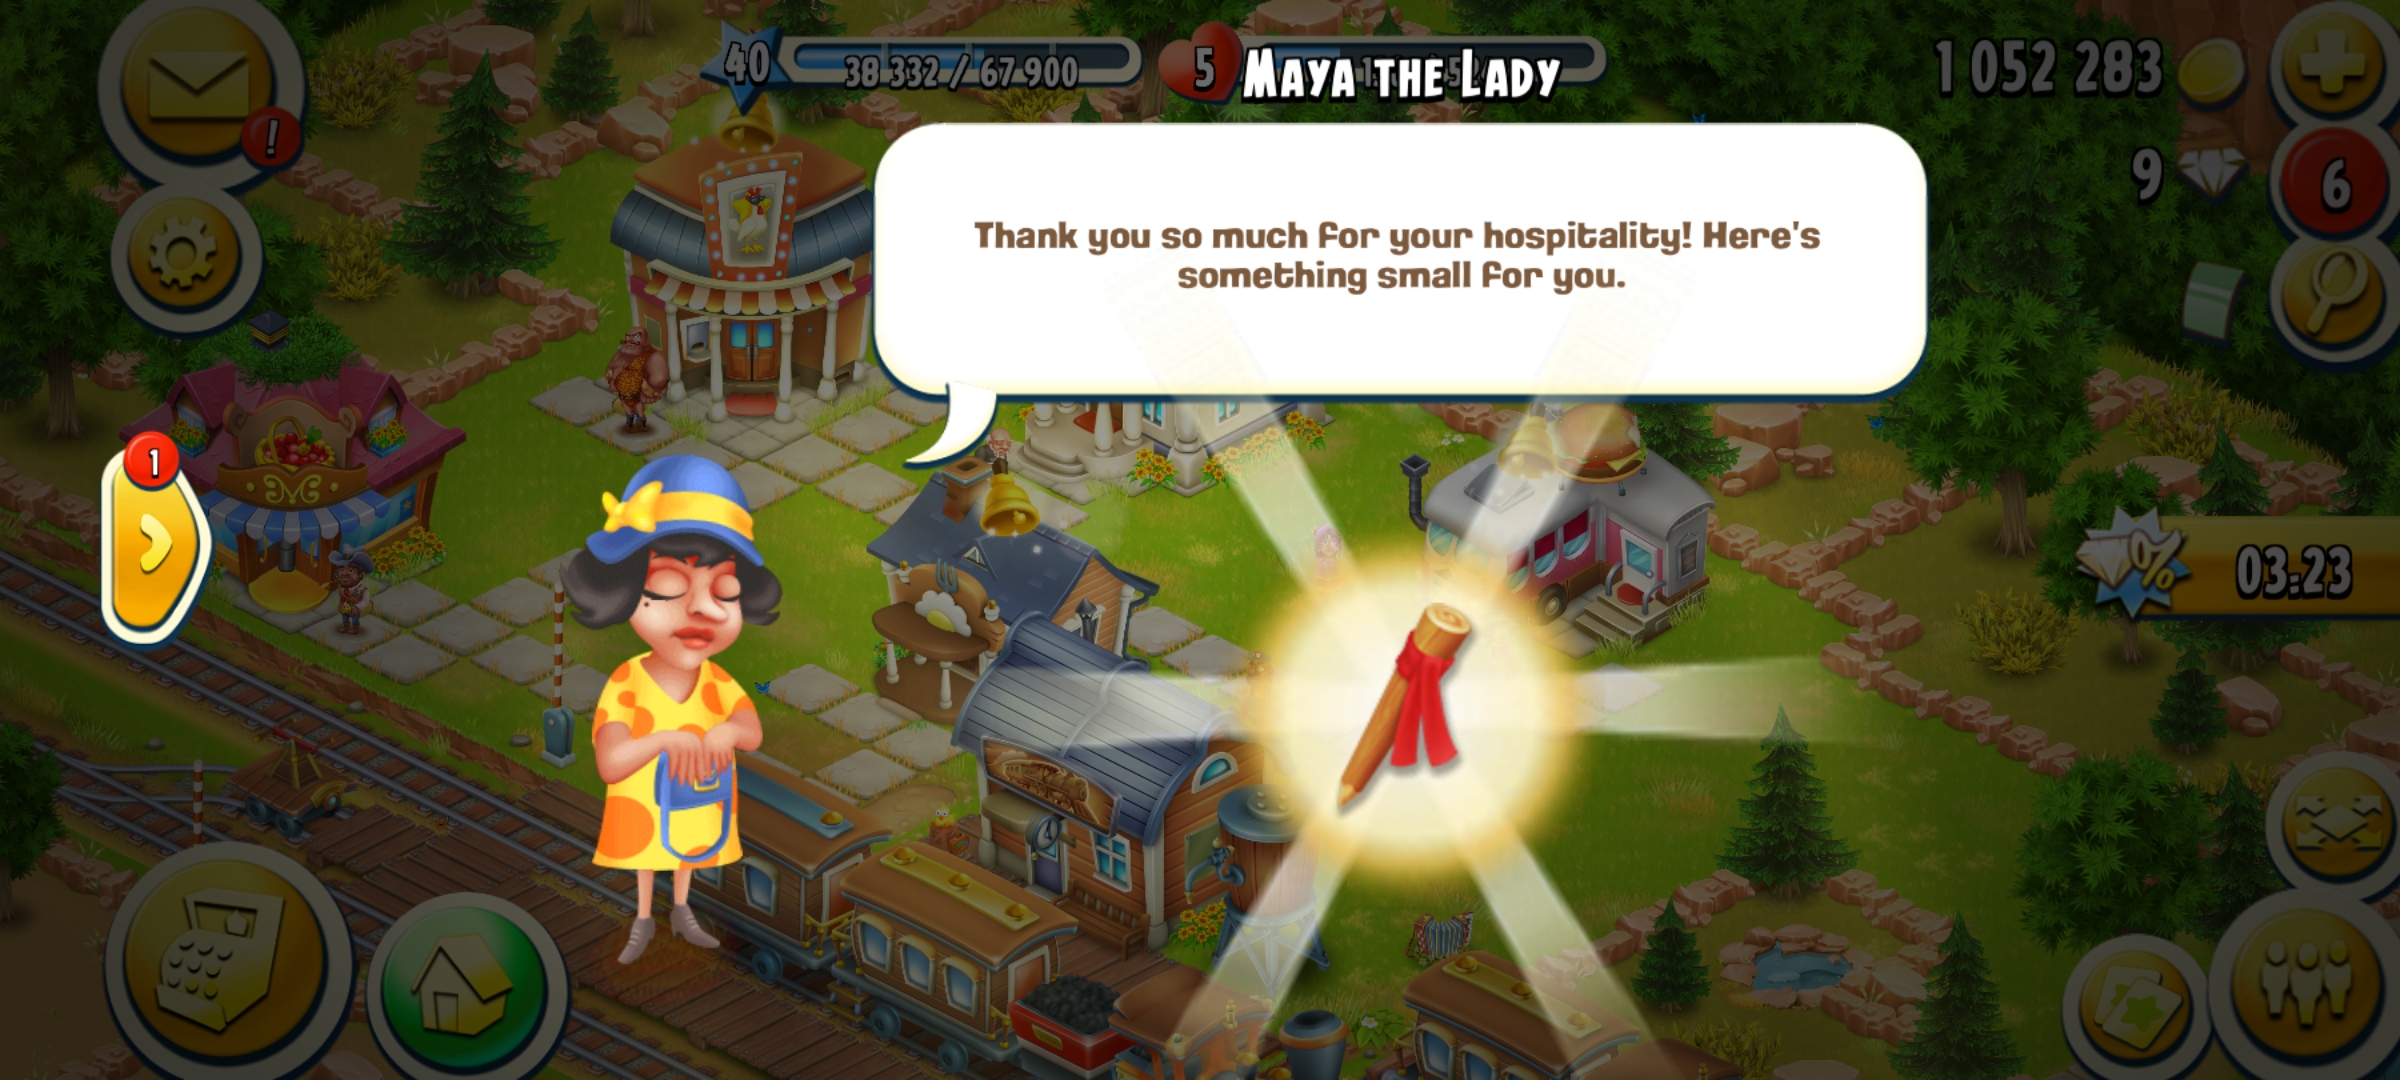 40
38 332 / 67 900
5
MAYA THE LADY
1 052 283
9
6
Thank you so much for your hospitality! Here's
something small for you.
1
0%
03:23